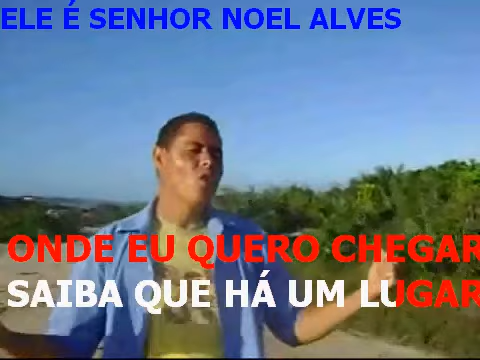 ELE É SENHOR NOEL ALVES
ONDE EU QUERO CHEGAR
SAIBA QUE HÁ UM LUGAR